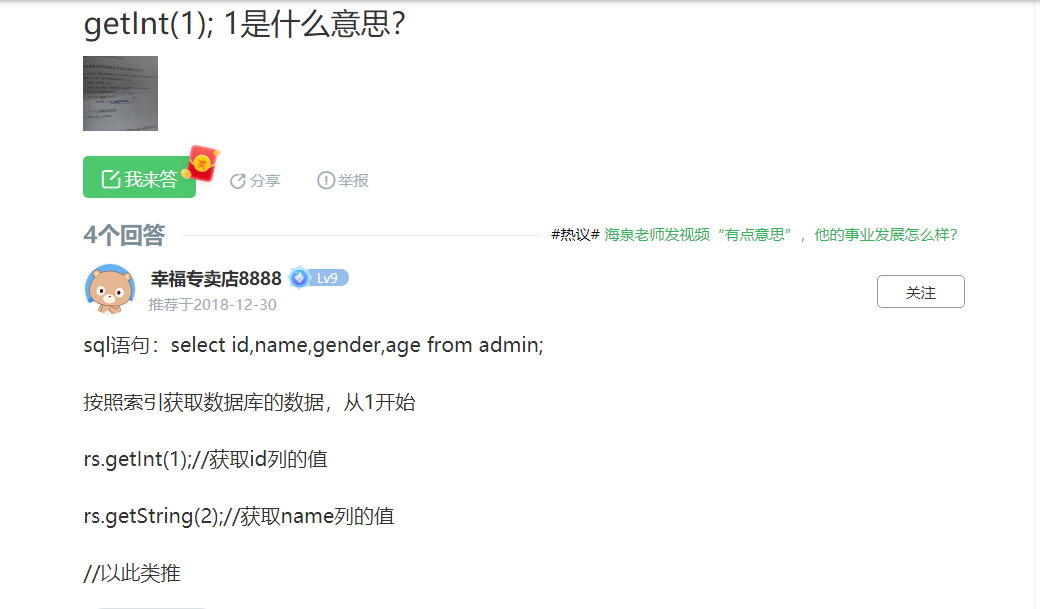 getInt(1); 1是什么意思？
奖
我来答
分享
举报
4个回答
#热议# 海泉老师发视频“有点意思”，他的事业发展怎么样？
幸福专卖店8888
Lv9
推荐于2018-12-30
关注
sql语句：select id,name,gender,age from admin;
按照索引获取数据库的数据，从1开始
rs.getInt(1);//获取id列的值
rs.getString(2);//获取name列的值
//以此类推